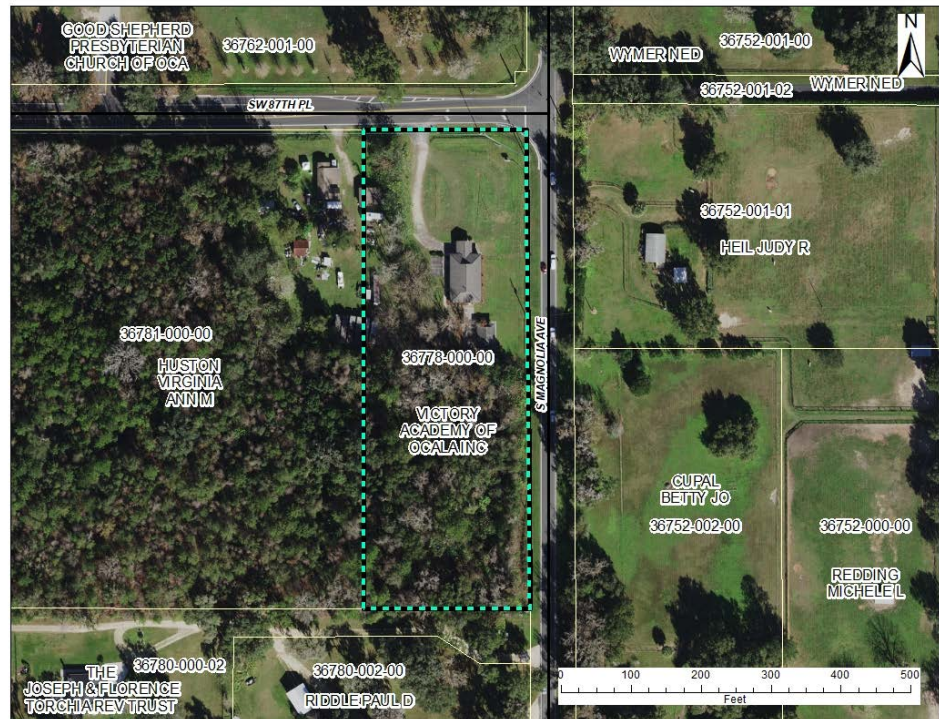 GOOD SHEPHERD
PRESBYTERIAN
CHURCH OF OCA
36762-001-00
WYMER NED
36752-001-00
N
36752-001-02
WYMER NED
SW 87TH PL
36752-001-01
HEIL JUDY R
36781-000-00
HUSTON
VIRGINIA
ANN M
36778-000-00
VICTORY
ACADEMY OF
OCALA INC
S MAGNOLIA AVE
CUPAL
BETTY JO
36752-002-00
36752-000-00
REDDING
MICHELE L
36780-000-02
THE
JOSEPH & FLORENCE
TORCHIA REV TRUST
36780-002-00
RIDDLE PAUL D
0 100 200 300 400 500
Feet